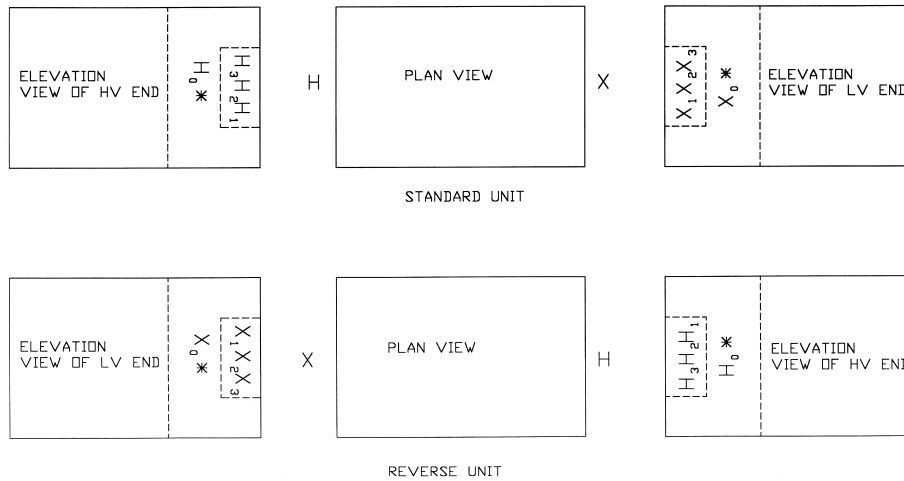 ELEVATION
VIEW OF HV END
H₀*
H₃H₂H₁
H
PLAN VIEW
X
X₁X₂X₃
X₀*
ELEVATION
VIEW OF LV END
STANDARD UNIT
ELEVATION
VIEW OF LV END
X₀*
X₁X₂X₃
X
PLAN VIEW
H
H₃H₂H₁
H₀*
ELEVATION
VIEW OF HV END
REVERSE UNIT